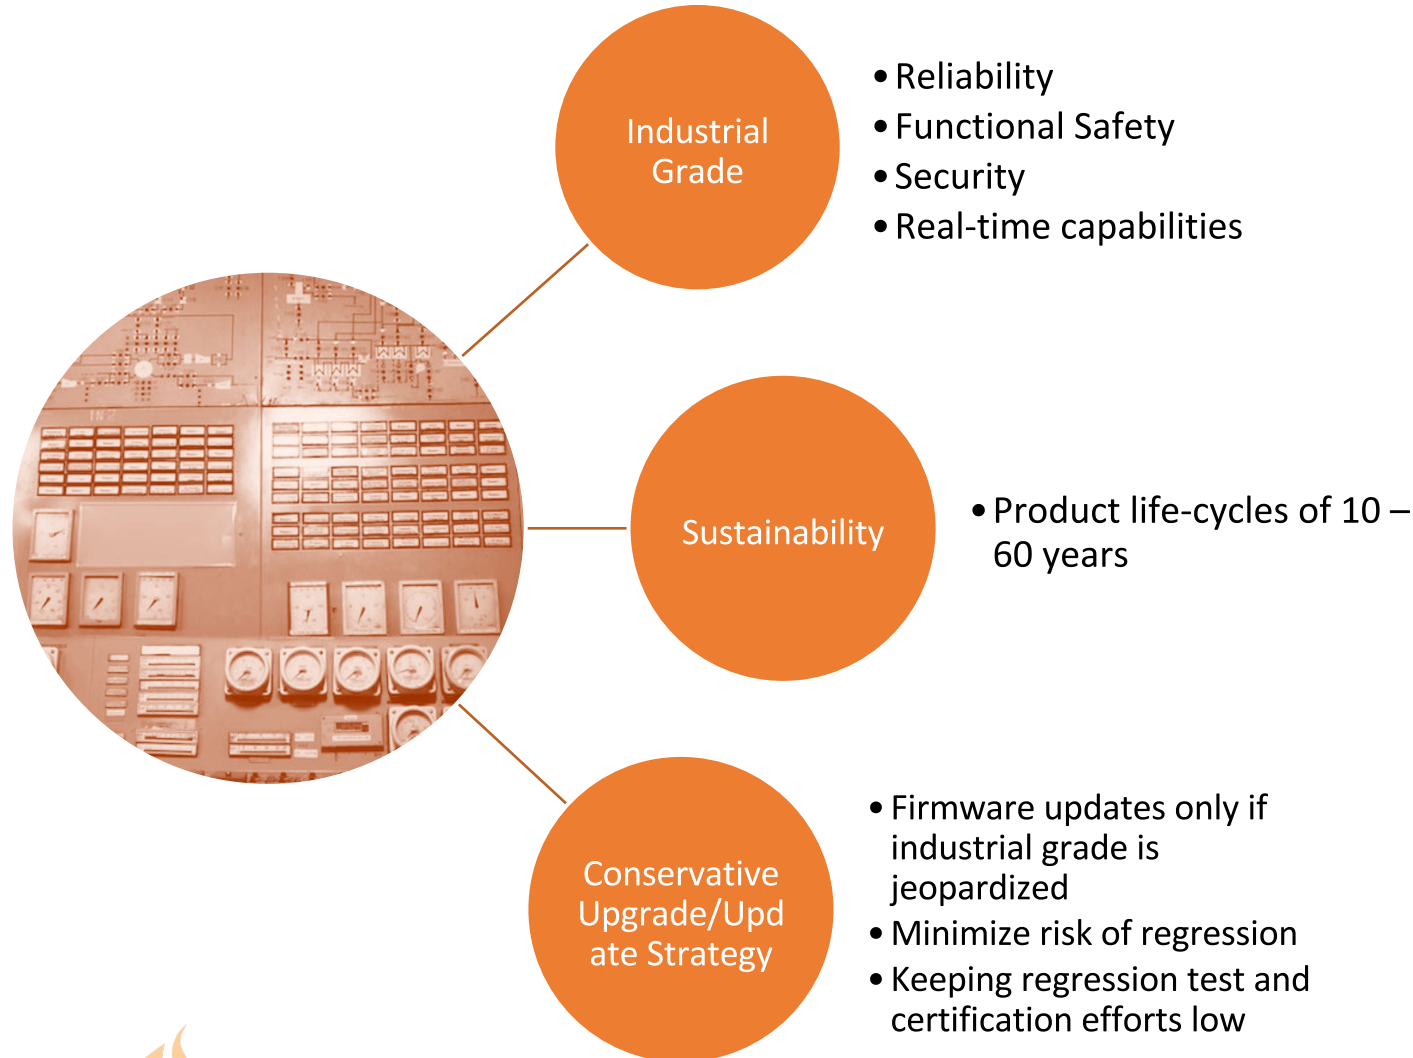 Industrial
Grade
• Reliability
• Functional Safety
• Security
• Real-time capabilities
Sustainability
• Product life-cycles of 10 –
60 years
Conservative
Upgrade/Upd
ate Strategy
• Firmware updates only if
industrial grade is
jeopardized
• Minimize risk of regression
• Keeping regression test and
certification efforts low